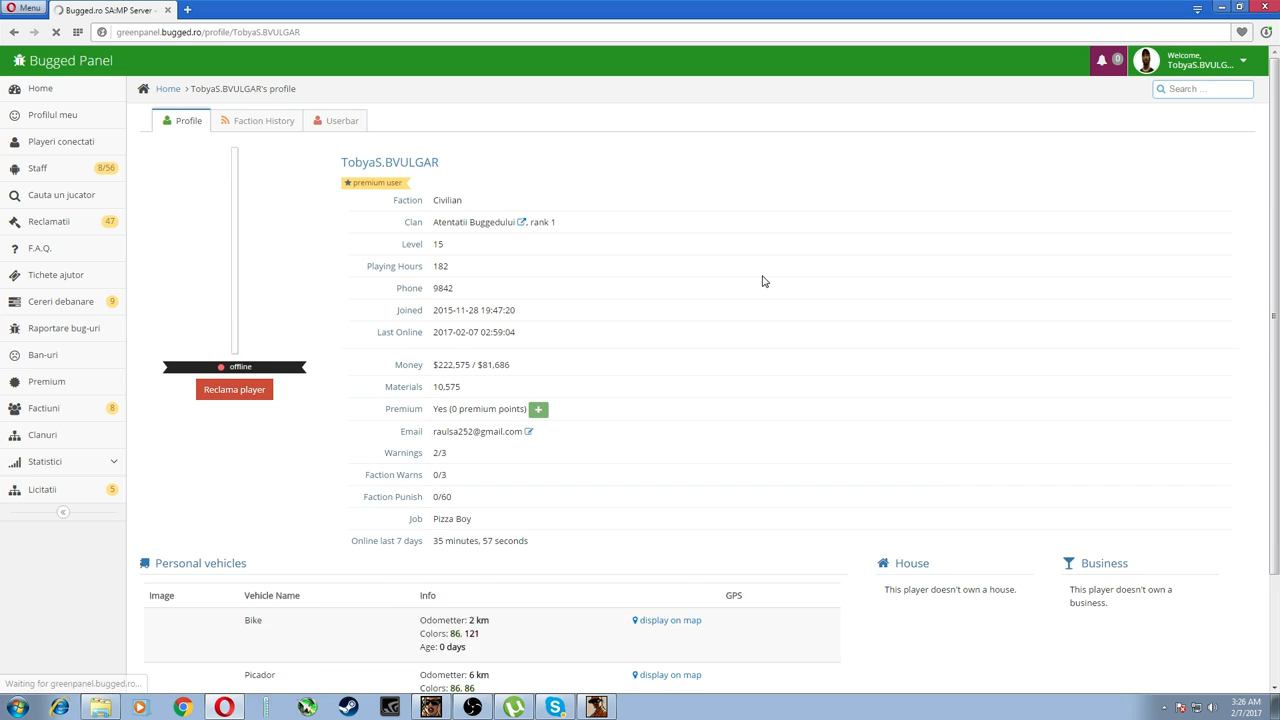 Menu
Bugged.ro SA:MP Server -
greenpanel.bugged.ro/profile/TobyaS.BVULGAR
Bugged Panel
0
Welcome,
TobyaS.BVULG...
Home
Home > TobyaS.BVULGAR's profile
Search ...
Profilul meu
Playeri conectati
Staff 8/56
Cauta un jucator
Reclamatii 47
F.A.Q.
Tichete ajutor
Cereri debanare 9
Raportare bug-uri
Ban-uri
Premium
Factiuni 8
Clanuri
Statistici
Licitatii 5
Profile
Faction History
Userbar
offline
Reclama player
TobyaS.BVULGAR
premium user
Faction Civilian
Clan Atentatii Buggedului , rank 1
Level 15
Playing Hours 182
Phone 9842
Joined 2015-11-28 19:47:20
Last Online 2017-02-07 02:59:04
Money $222,575 / $81,686
Materials 10,575
Premium Yes (0 premium points) +
Email raulsa252@gmail.com
Warnings 2/3
Faction Warns 0/3
Faction Punish 0/60
Job Pizza Boy
Online last 7 days 35 minutes, 57 seconds
Personal vehicles
Image Vehicle Name Info GPS
Bike
Odometer: 2 km
Colors: 86, 121
Age: 0 days
display on map
Picador
Odometer: 6 km
Colors: 86, 86
display on map
House
This player doesn't own a house.
Business
This player doesn't own a
business.
Waiting for greenpanel.bugged.ro...
3:26 AM
2/7/2017